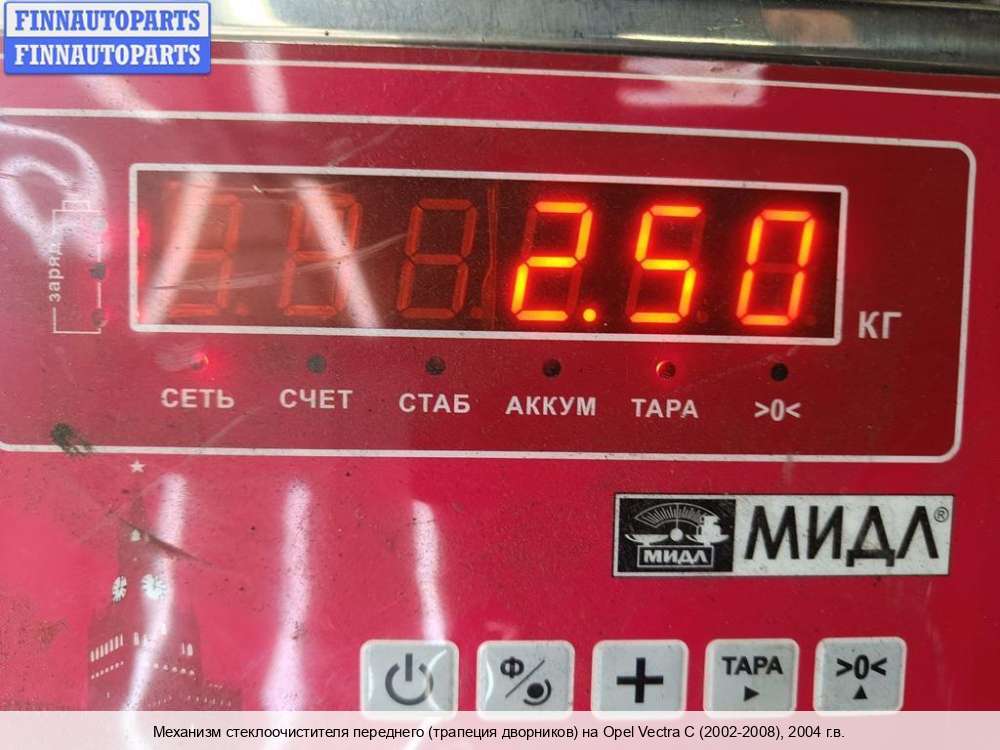 FINNAUTOPARTS
FINNAUTOPARTS
заряд
2.50
КГ
СЕТЬ СЧЕТ СТАБ АККУМ ТАРА >0<
МИДЛ МИДЛ®
Ф ТАРА >0<
Механизм стеклоочистителя переднего (трапеция дворников) на Opel Vectra C (2002-2008), 2004 г.в.